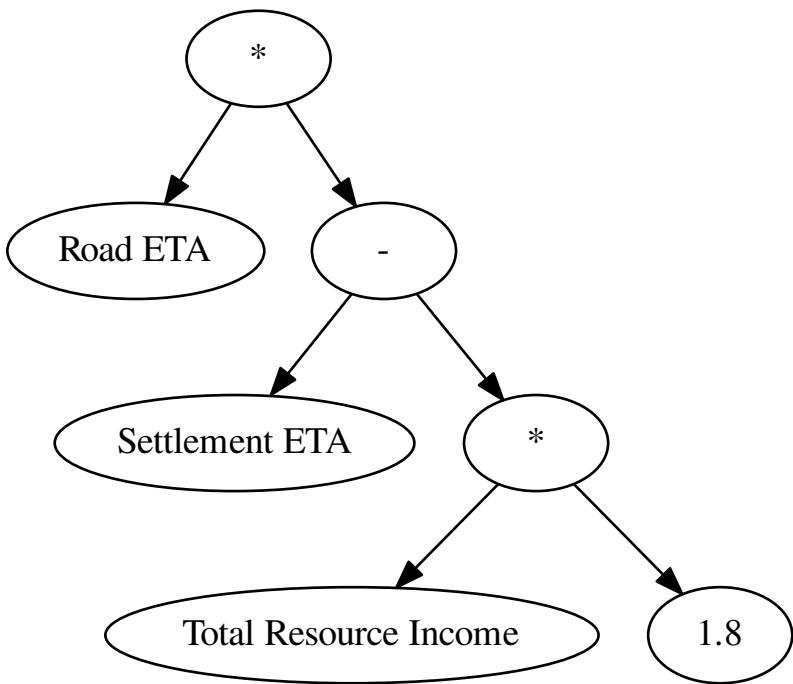 *
Road ETA
-
Settlement ETA
*
Total Resource Income
1.8